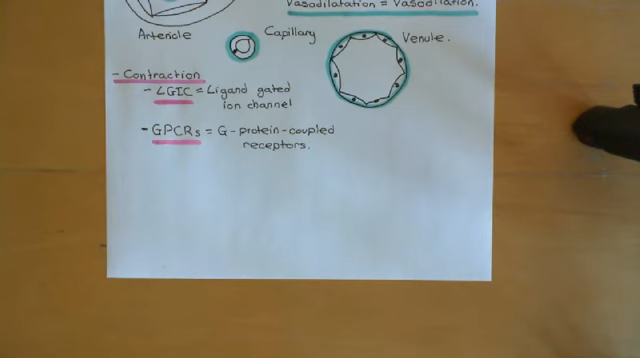 Vasodilatation = Vasodilation.
Arteriole
Capillary
Venule.
- Contraction
- LGIC = Ligand gated
ion channel
- GPCRs = G-protein-coupled
receptors.